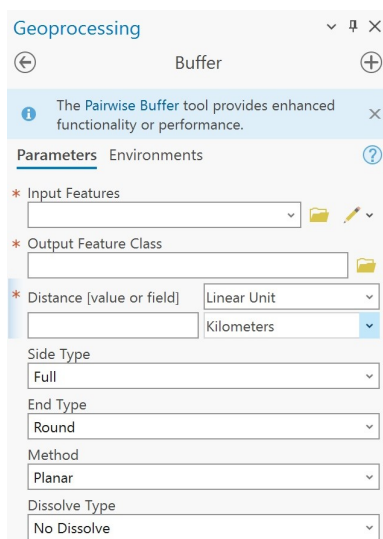 Geoprocessing
Buffer
The Pairwise Buffer tool provides enhanced
functionality or performance.
Parameters Environments
* Input Features
* Output Feature Class
* Distance [value or field] Linear Unit
Kilometers
Side Type
Full
End Type
Round
Method
Planar
Dissolve Type
No Dissolve